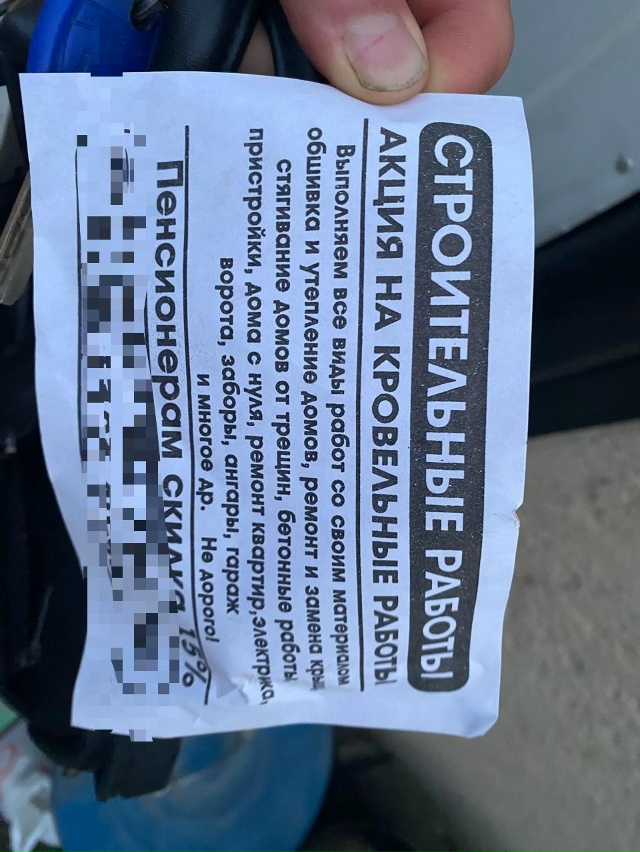 СТРОИТЕЛЬНЫЕ РАБОТЫ
АКЦИЯ НА КРОВЕЛЬНЫЕ РАБОТЫ
Выполняем все виды работ со своим материалом
обшивка и утепление домов, ремонт и замена крыш
стягивание домов от трещин, бетонные работы
пристройки, дома с нуля, ремонт квартир, электрика,
ворота, заборы, ангары, гараж
и многое др. Не дорого!
Пенсионерам скидка 15%